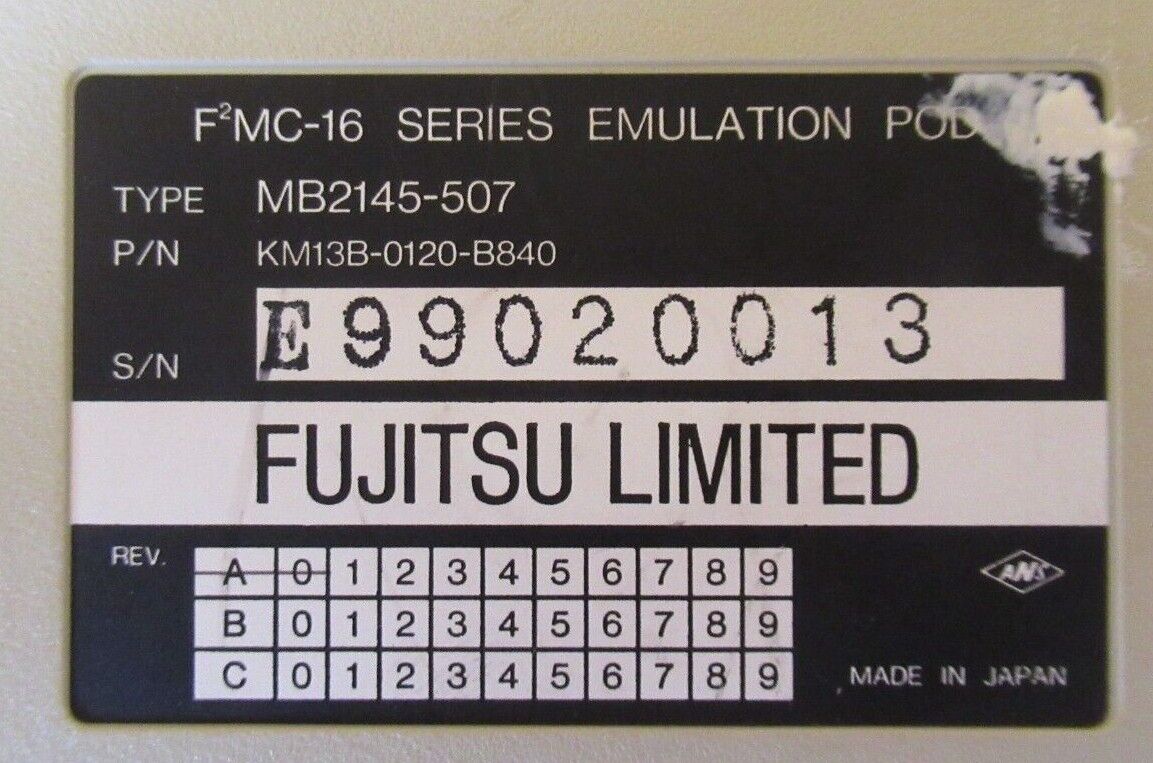 F²MC-16 SERIES EMULATION POD
TYPE MB2145-507
P/N KM13B-0120-B840
S/N E99020013
FUJITSU LIMITED
REV.
A 0 1 2 3 4 5 6 7 8 9
B 0 1 2 3 4 5 6 7 8 9
C 0 1 2 3 4 5 6 7 8 9
ANS
MADE IN JAPAN